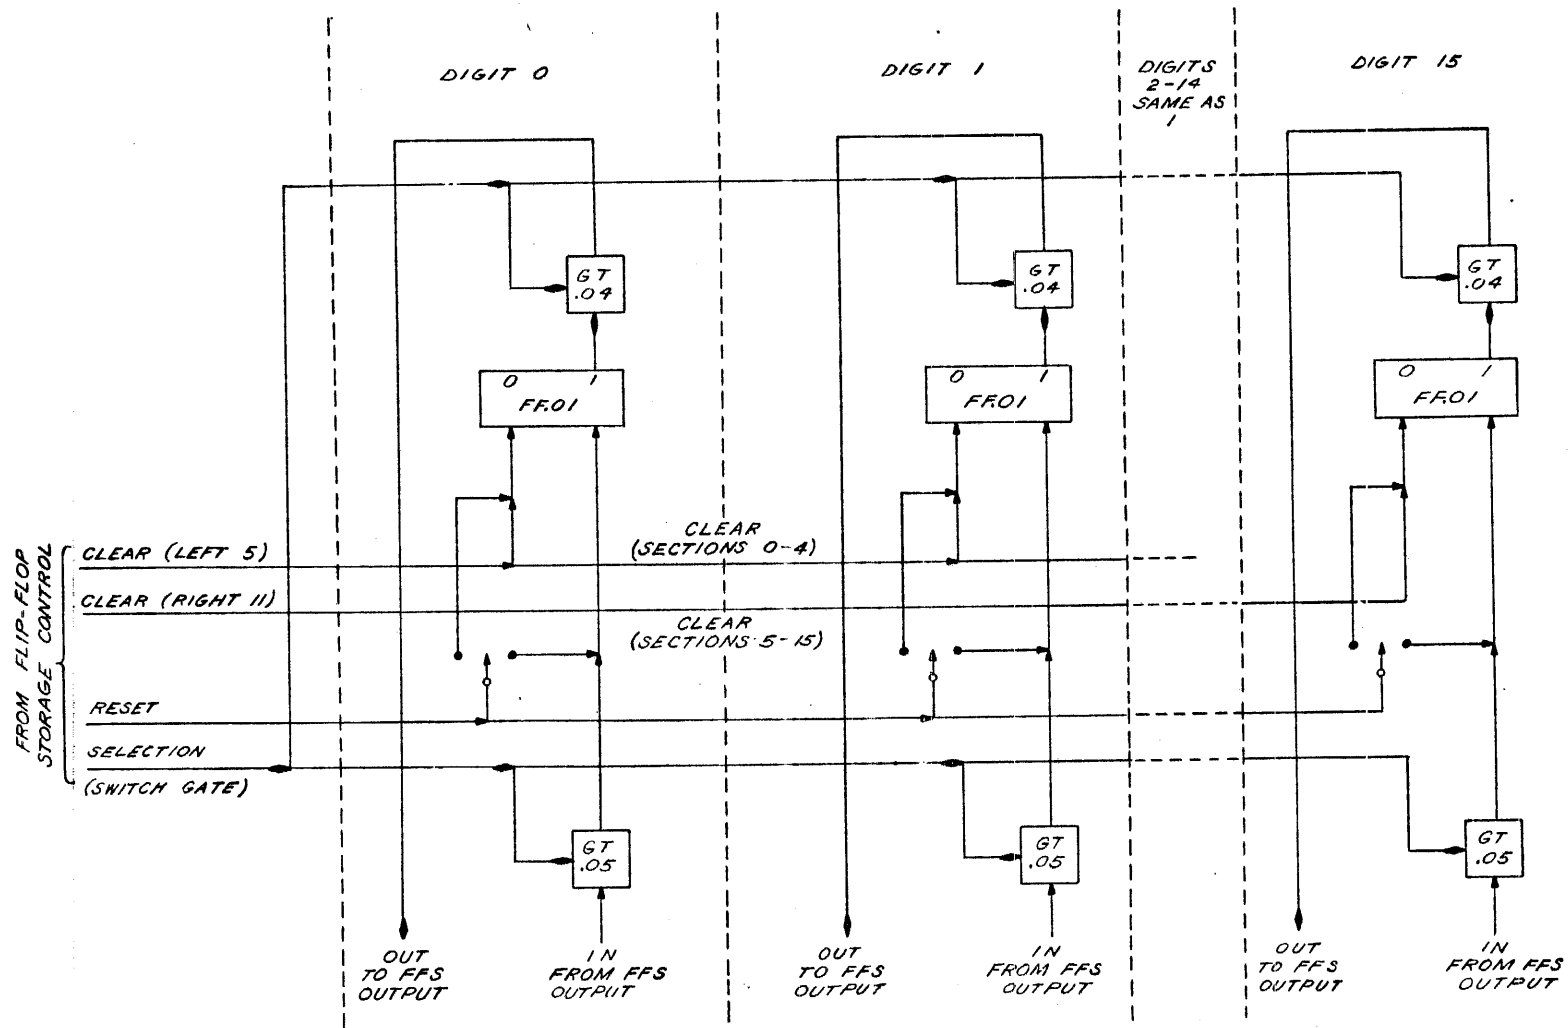 DIGIT 0
DIGIT 1
DIGITS
2-14
SAME AS
1
DIGIT 15
GT
.04
GT
.04
GT
.04
0 1
FF.01
0 1
FF.01
0 1
FF.01
FROM FLIP-FLOP
STORAGE CONTROL
CLEAR (LEFT 5)
CLEAR
(SECTIONS 0-4)
CLEAR (RIGHT 11)
CLEAR
(SECTIONS 5-15)
RESET
SELECTION
(SWITCH GATE)
GT
.05
GT
.05
GT
.05
OUT
TO FFS
OUTPUT
IN
FROM FFS
OUTPUT
OUT
TO FFS
OUTPUT
IN
FROM FFS
OUTPUT
OUT
TO FFS
OUTPUT
IN
FROM FFS
OUTPUT